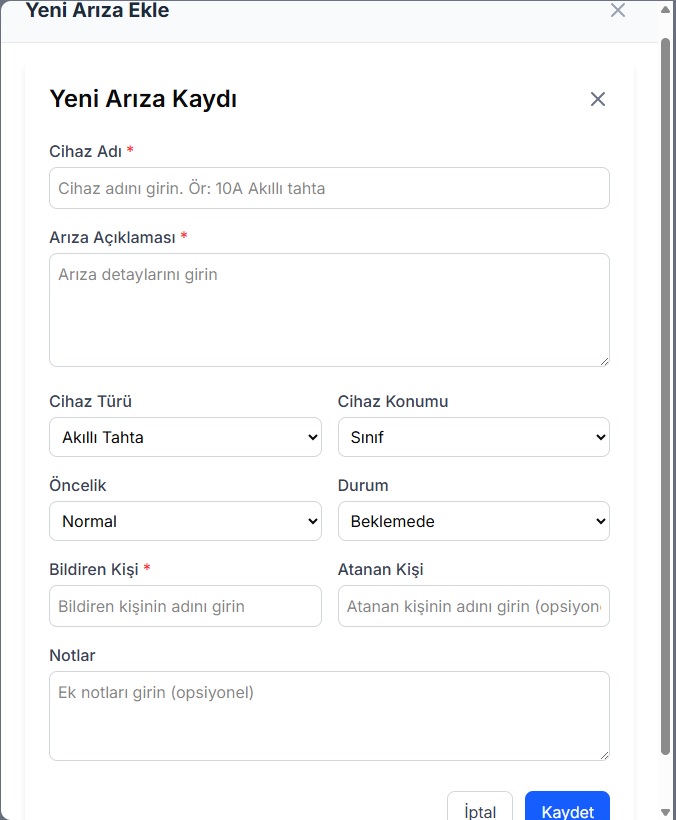 Yeni Arıza Ekle
Yeni Arıza Kaydı
Cihaz Adı *
Cihaz adını girin. Ör: 10A Akıllı tahta
Arıza Açıklaması *
Arıza detaylarını girin
Cihaz Türü
Cihaz Konumu
Akıllı Tahta
Sınıf
Öncelik
Durum
Normal
Beklemede
Bildiren Kişi *
Atanan Kişi
Bildiren kişinin adını girin
Atanan kişinin adını girin (opsiyon
Notlar
Ek notları girin (opsiyonel)
İptal
Kaydet